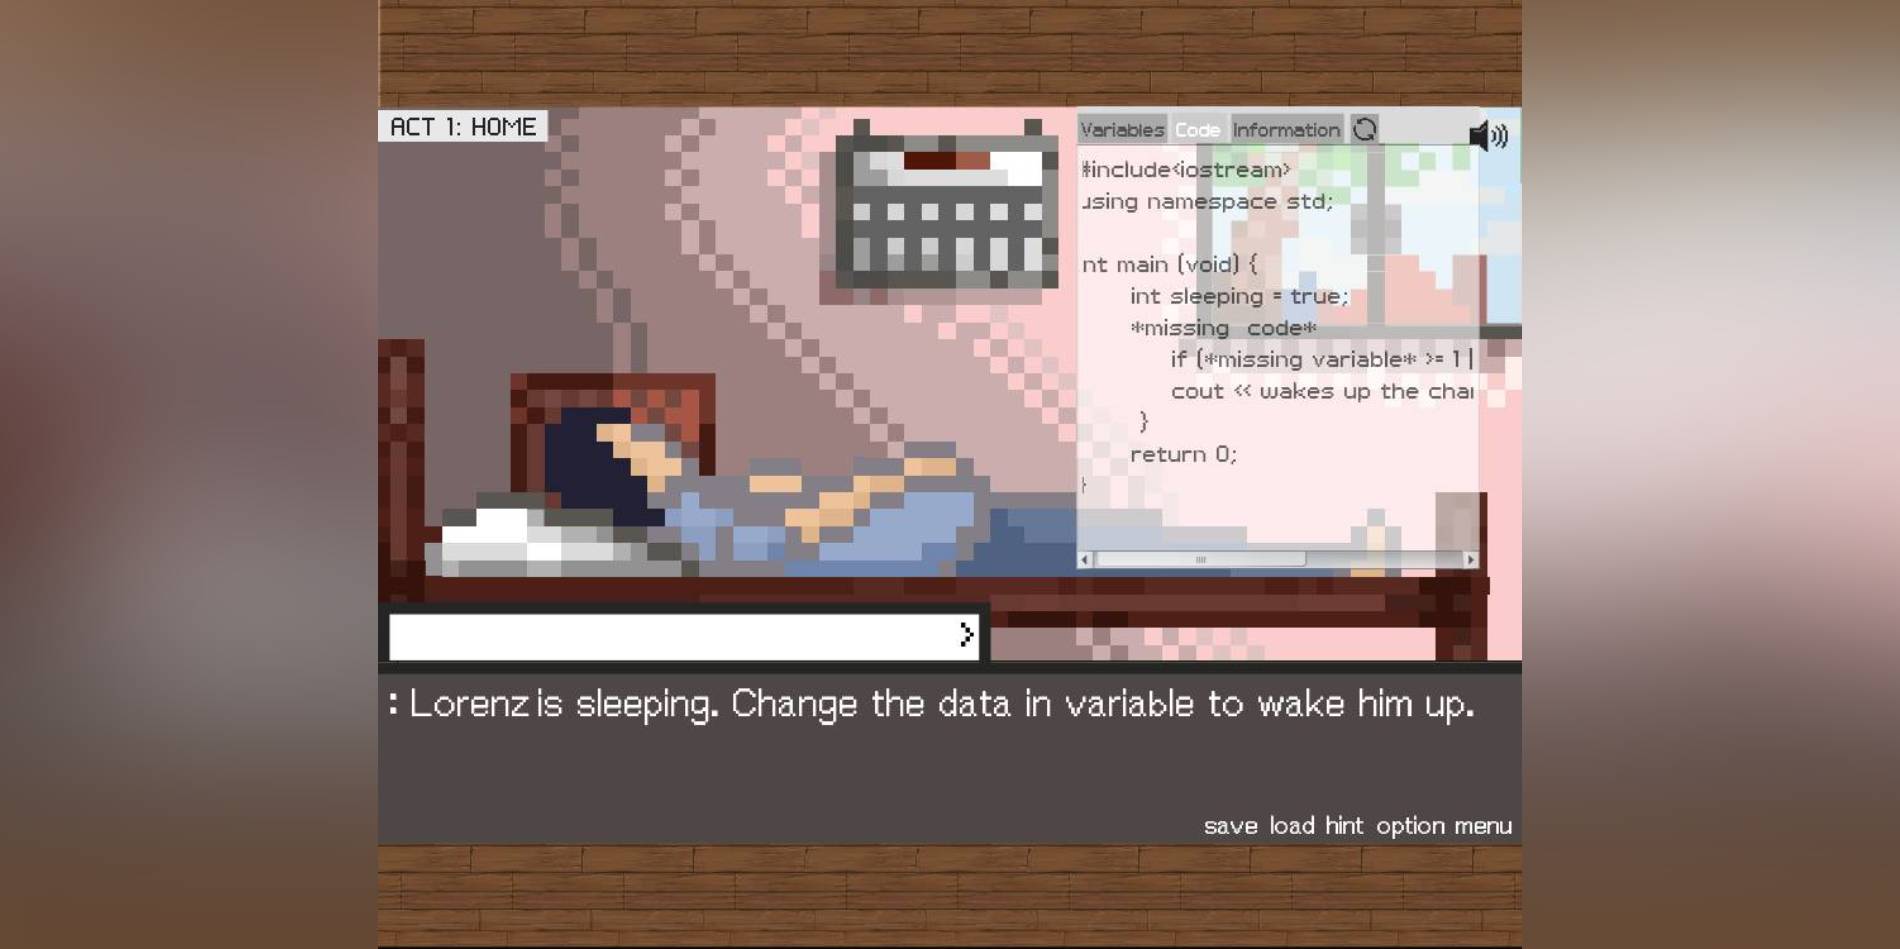 ACT 1: HOME
Variables Code Information
#include<iostream>
using namespace std;
nt main (void) {
int sleeping = true;
*missing code*
if (*missing variable* >= 1 |
cout << wakes up the cha
}
return 0;
}
>
: Lorenz is sleeping. Change the data in variable to wake him up.
save load hint option menu